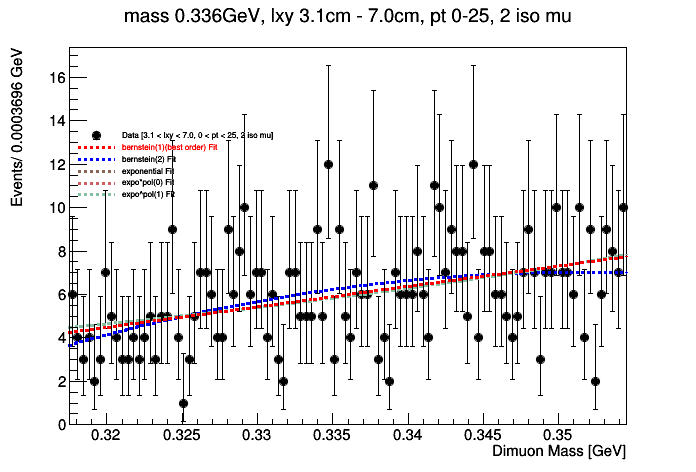 mass 0.336GeV, lxy 3.1cm - 7.0cm, pt 0-25, 2 iso mu
Events/ 0.0003696 GeV
16
14
12
10
8
6
4
2
0
Data [3.1 < lxy < 7.0, 0 < pt < 25, 2 iso mu]
bernstein(1)(best order) Fit
bernstein(2) Fit
exponential Fit
expo*pol(0) Fit
expo*pol(1) Fit
0.32 0.325 0.33 0.335 0.34 0.345 0.35
Dimuon Mass [GeV]